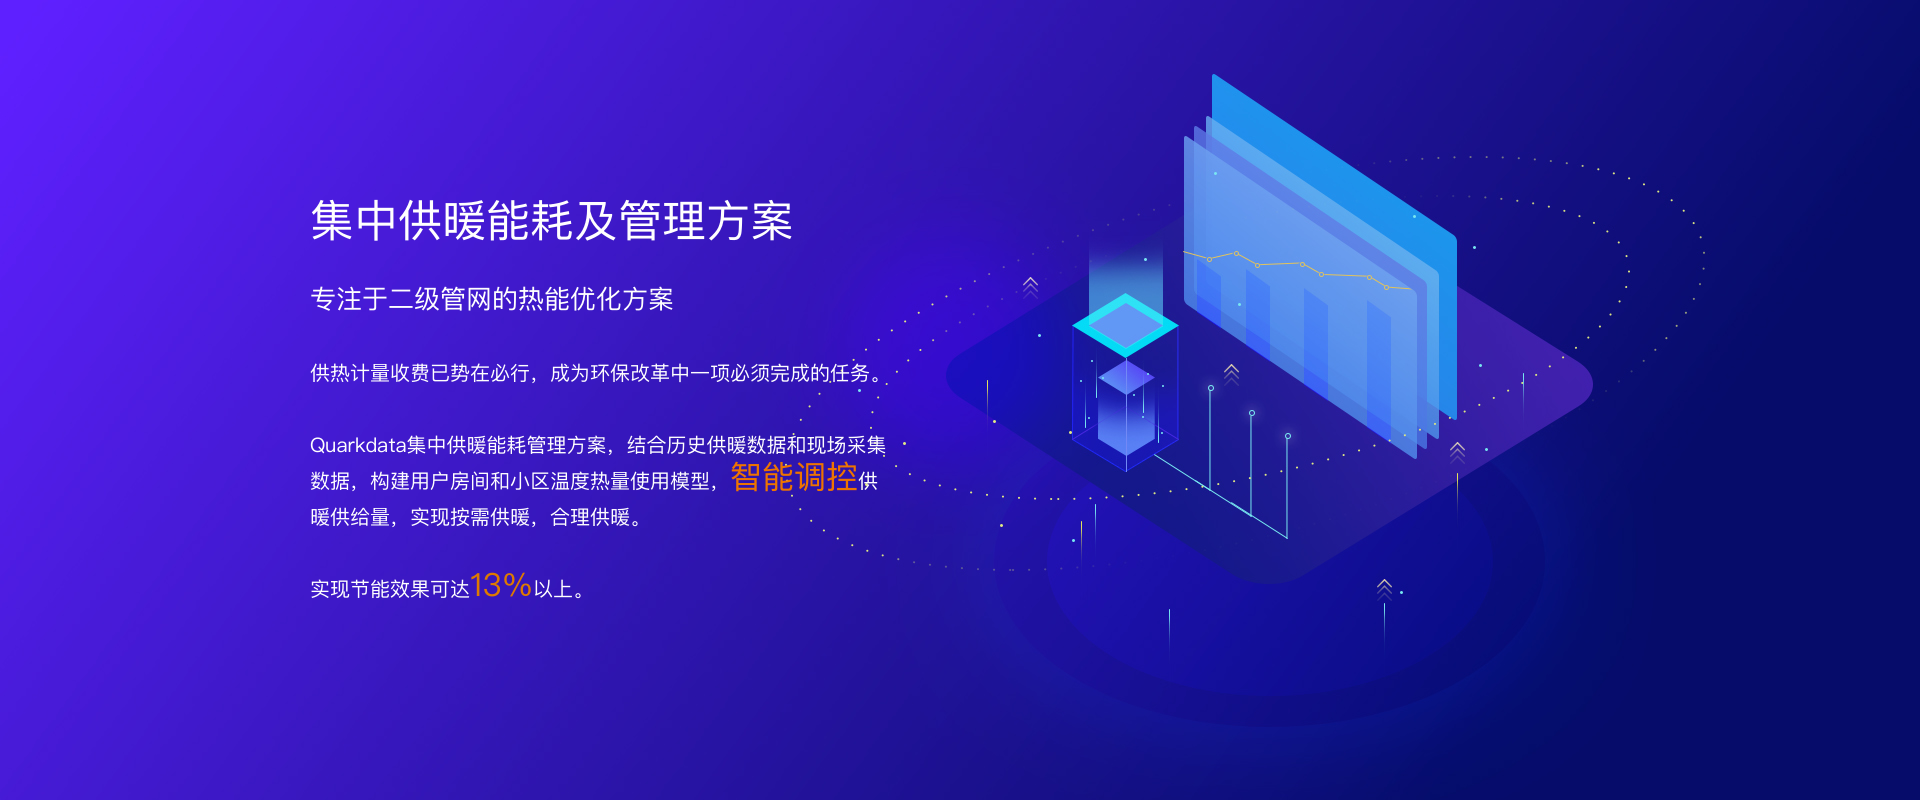 集中供暖能耗及管理方案
专注于二级管网的热能优化方案
供热计量收费已势在必行，成为环保改革中一项必须完成的任务。
Quarkdata集中供暖能耗管理方案，结合历史供暖数据和现场采集
数据，构建用户房间和小区温度热量使用模型，智能调控供
暖供给量，实现按需供暖，合理供暖。
实现节能效果可达13%以上。